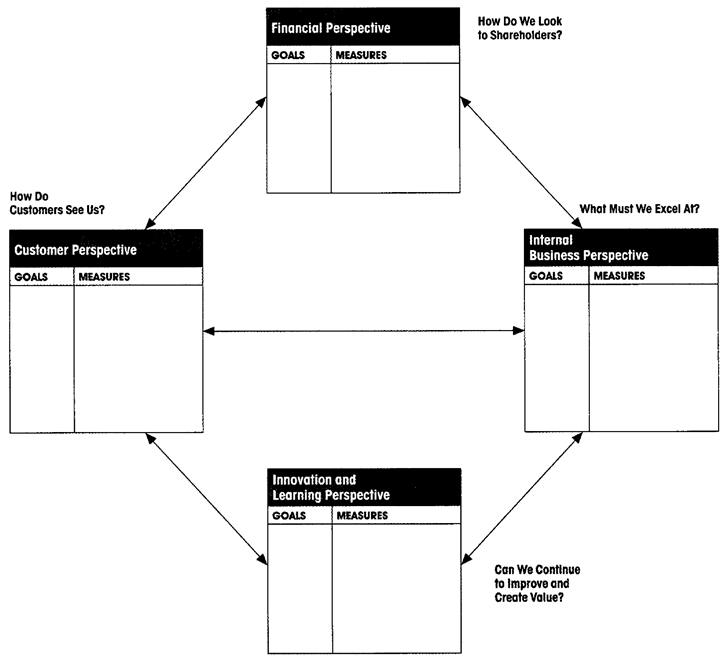 Financial Perspective
How Do We Look
to Shareholders?
GOALS
MEASURES
How Do
Customers See Us?
What Must We Excel At?
Customer Perspective
GOALS
MEASURES
Internal
Business Perspective
GOALS
MEASURES
Innovation and
Learning Perspective
GOALS
MEASURES
Can We Continue
to Improve and
Create Value?